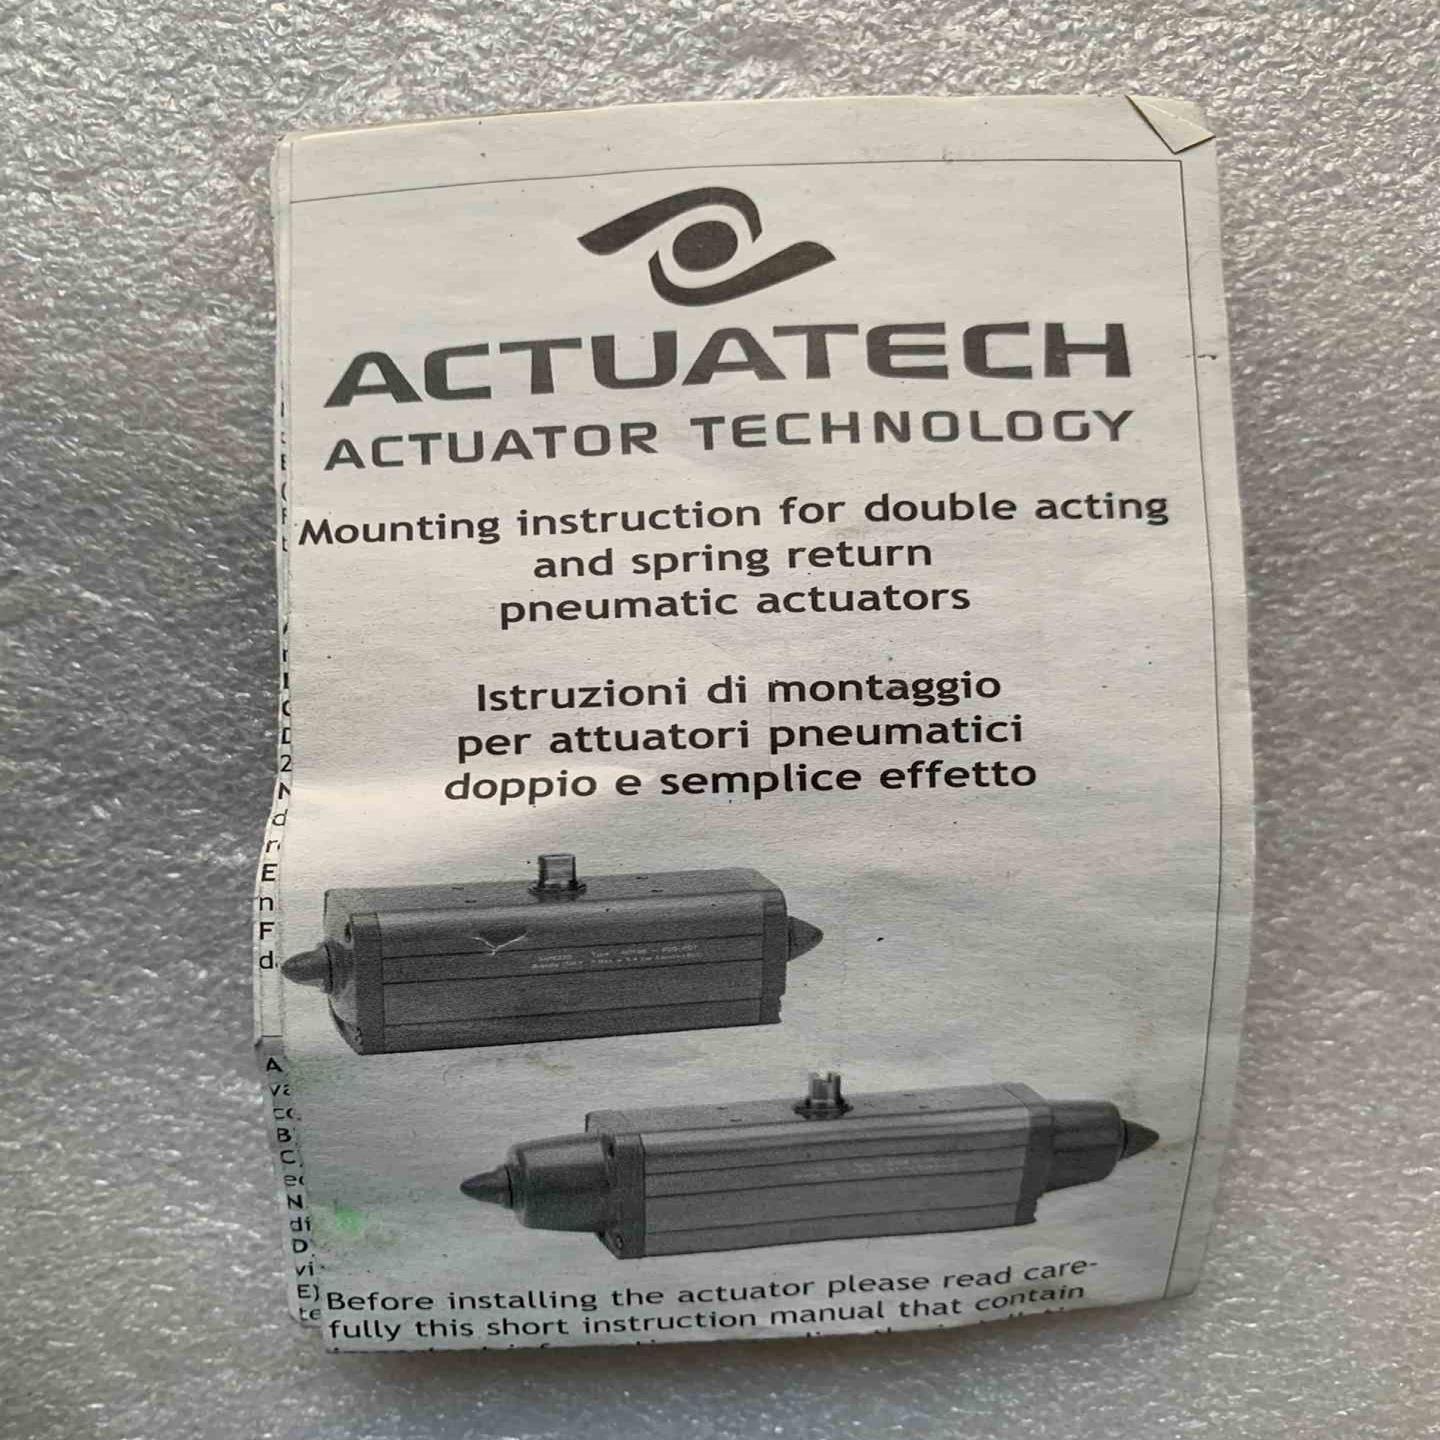 ACTUATECH
ACTUATOR TECHNOLOGY
Mounting instruction for double acting
and spring return
pneumatic actuators
Istruzioni di montaggio
per attuatori pneumatici
doppio e semplice effetto
Before installing the actuator please read care-
fully this short instruction manual that contain